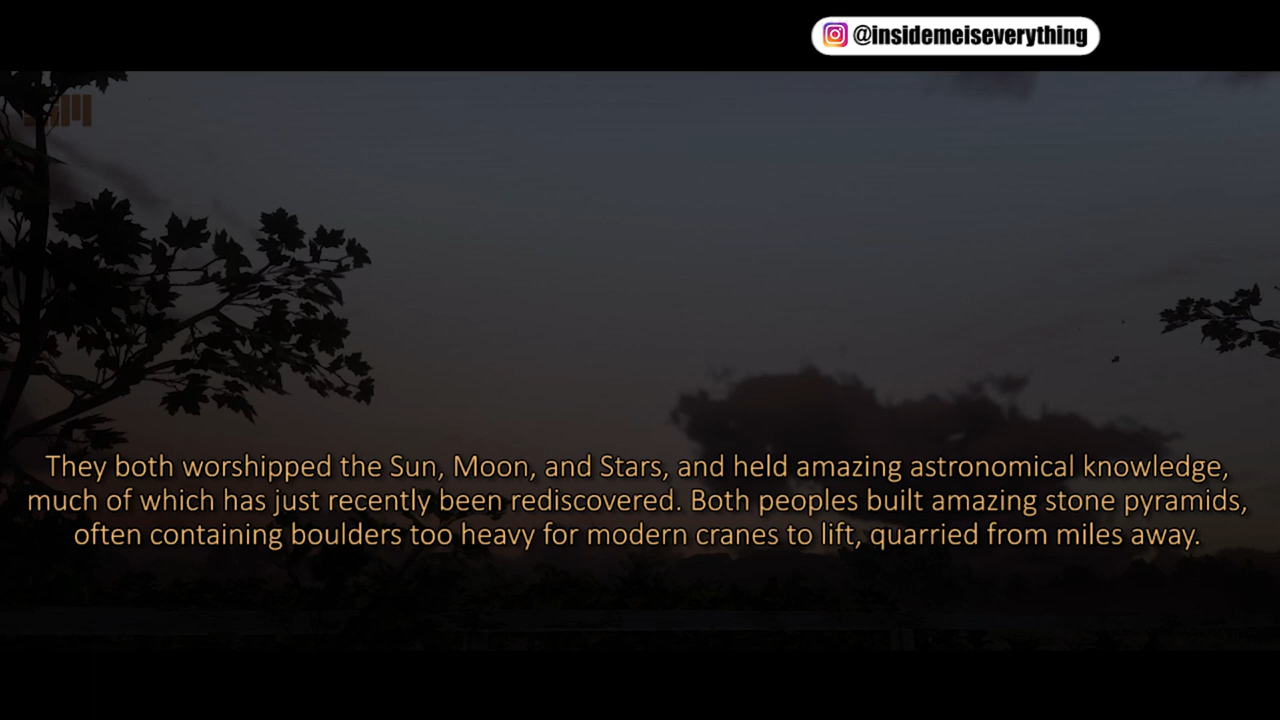 @insidemeiseverything
They both worshipped the Sun, Moon, and Stars, and held amazing astronomical knowledge,
much of which has just recently been rediscovered. Both peoples built amazing stone pyramids,
often containing boulders too heavy for modern cranes to lift, quarried from miles away.